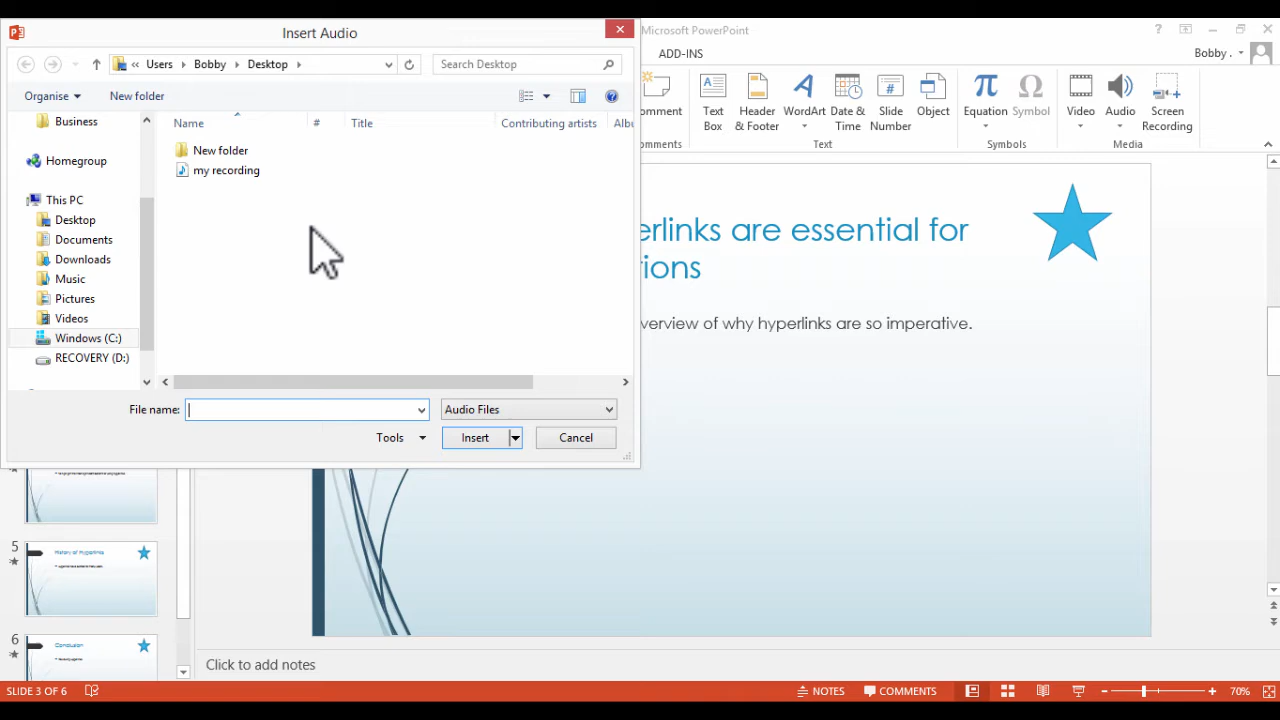 Insert Audio
Microsoft PowerPoint
ADD-INS
Bobby .
Users
Bobby
Desktop
Search Desktop
Organise
New folder
Name
#
Title
Contributing artists
Albu
New folder
my recording
Business
Homegroup
This PC
Desktop
Documents
Downloads
Music
Pictures
Videos
Windows (C:)
RECOVERY (D:)
File name:
Audio Files
Tools
Insert
Cancel
omment
Text
Box
Header
& Footer
WordArt
Date &
Time
Slide
Number
Object
Equation
Symbol
Video
Audio
Screen
Recording
omments
Text
Symbols
Media
erlinks are essential for
tions
verview of why hyperlinks are so imperative.
5
History of Hyperlinks
6
Conclusion
Click to add notes
SLIDE 3 OF 6
NOTES
COMMENTS
70%